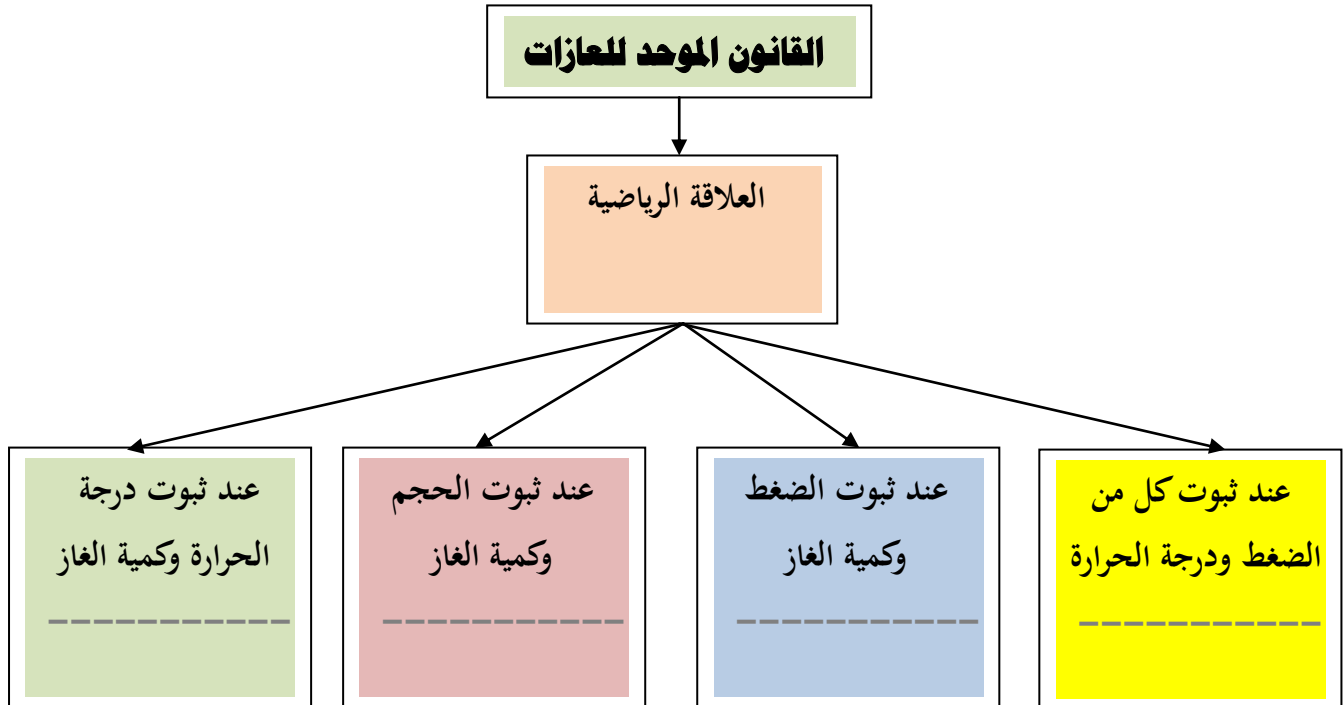 القانون الموحد للعازات
العلاقة الرياضية
عند ثبوت كل من
الضغط ودرجة الحرارة
-----------
عند ثبوت الضغط
وكمية الغاز
-----------
عند ثبوت الحجم
وكمية الغاز
-----------
عند ثبوت درجة
الحرارة وكمية الغاز
-----------